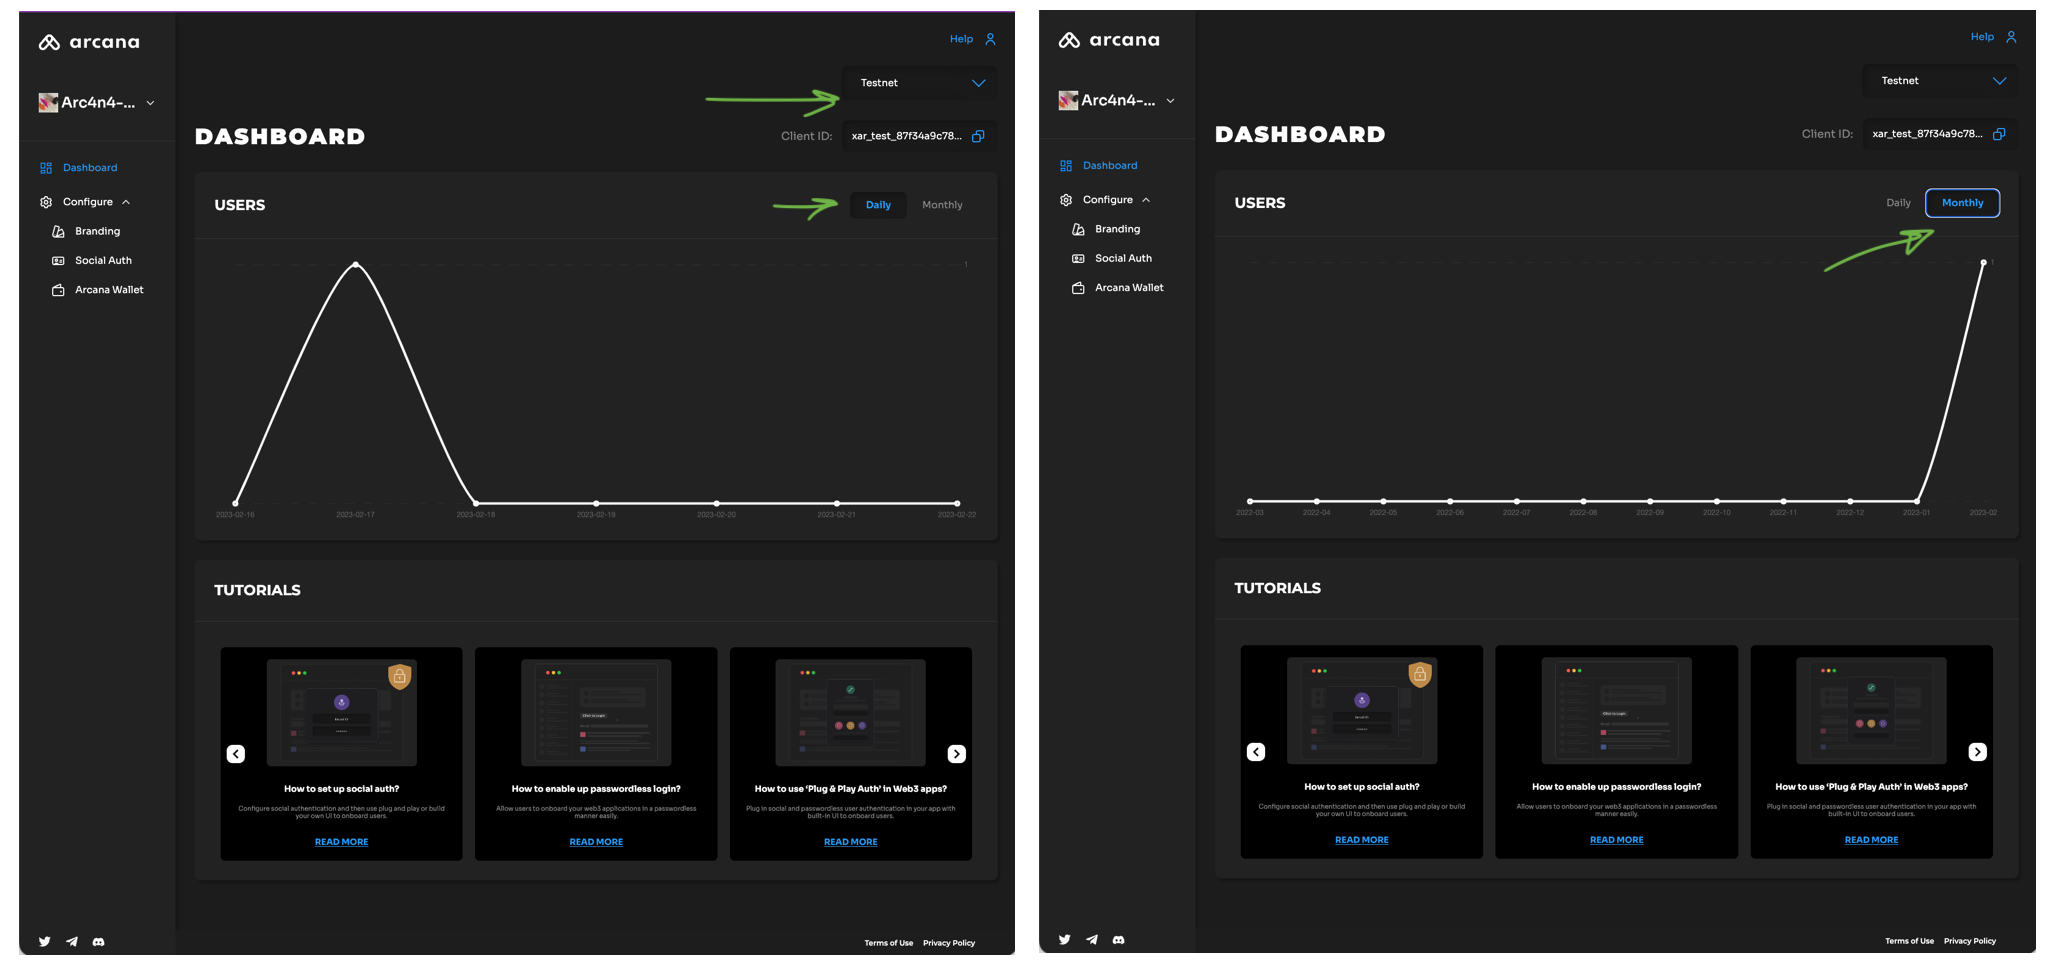 arcana
Help
Testnet
Arc4n4-...
DASHBOARD
Client ID: xar_test_87f34a9c78...
Dashboard
Configure
Branding
Social Auth
Arcana Wallet
USERS
Daily Monthly
1
2023-02-16 2023-02-17 2023-02-18 2023-02-19 2023-02-20 2023-02-21 2023-02-22
TUTORIALS
How to set up social auth?
Configure social authentication and then use plug and play or build
your own UI to onboard users.
READ MORE
Click to Login
How to enable up passwordless login?
Allow users to onboard your web3 applications in a passwordless
manner easily.
READ MORE
How to use ‘Plug & Play Auth’ in Web3 apps?
Plug in social and passwordless user authentication in your app with
built-in UI to onboard users.
READ MORE
Terms of Use Privacy Policy
arcana
Help
Testnet
Arc4n4-...
DASHBOARD
Client ID: xar_test_87f34a9c78...
Dashboard
Configure
Branding
Social Auth
Arcana Wallet
USERS
Daily Monthly
1
2022-03 2022-04 2022-05 2022-06 2022-07 2022-08 2022-09 2022-10 2022-11 2022-12 2023-01 2023-02
TUTORIALS
How to set up social auth?
Configure social authentication and then use plug and play or build
your own UI to onboard users.
READ MORE
Click to Login
How to enable up passwordless login?
Allow users to onboard your web3 applications in a passwordless
manner easily.
READ MORE
How to use ‘Plug & Play Auth’ in Web3 apps?
Plug in social and passwordless user authentication in your app with
built-in UI to onboard users.
READ MORE
Terms of Use Privacy Policy